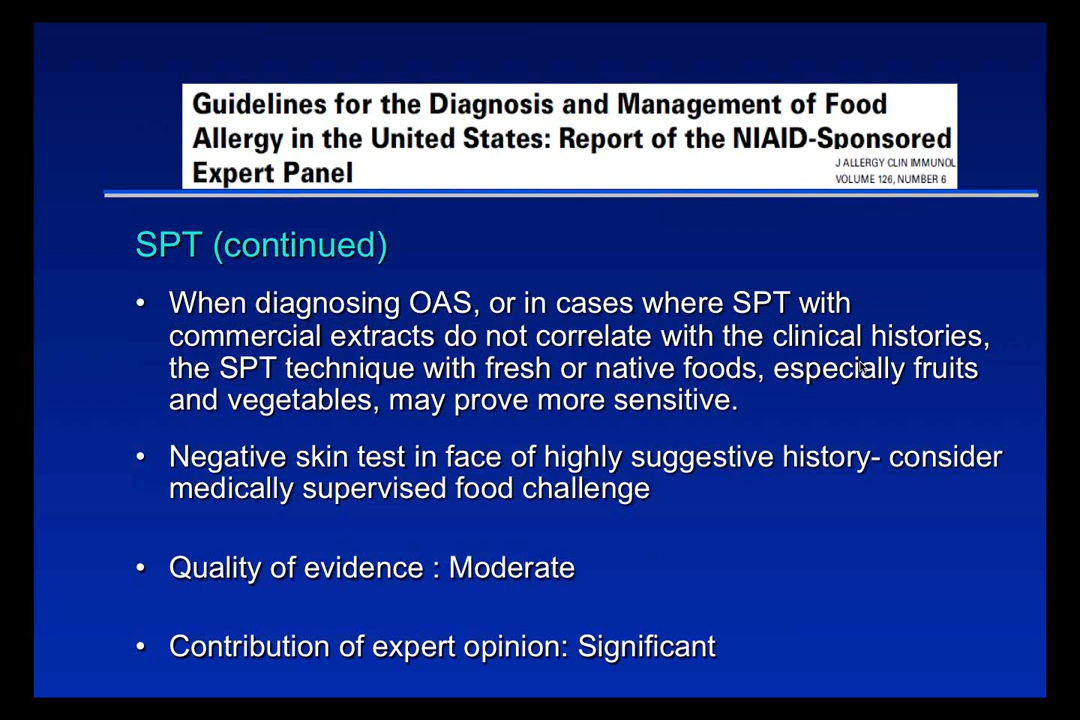 Guidelines for the Diagnosis and Management of Food
Allergy in the United States: Report of the NIAID-Sponsored
Expert Panel
J ALLERGY CLIN IMMUNOL
VOLUME 126, NUMBER 6
SPT (continued)
• When diagnosing OAS, or in cases where SPT with
commercial extracts do not correlate with the clinical histories,
the SPT technique with fresh or native foods, especially fruits
and vegetables, may prove more sensitive.
• Negative skin test in face of highly suggestive history- consider
medically supervised food challenge
• Quality of evidence : Moderate
• Contribution of expert opinion: Significant